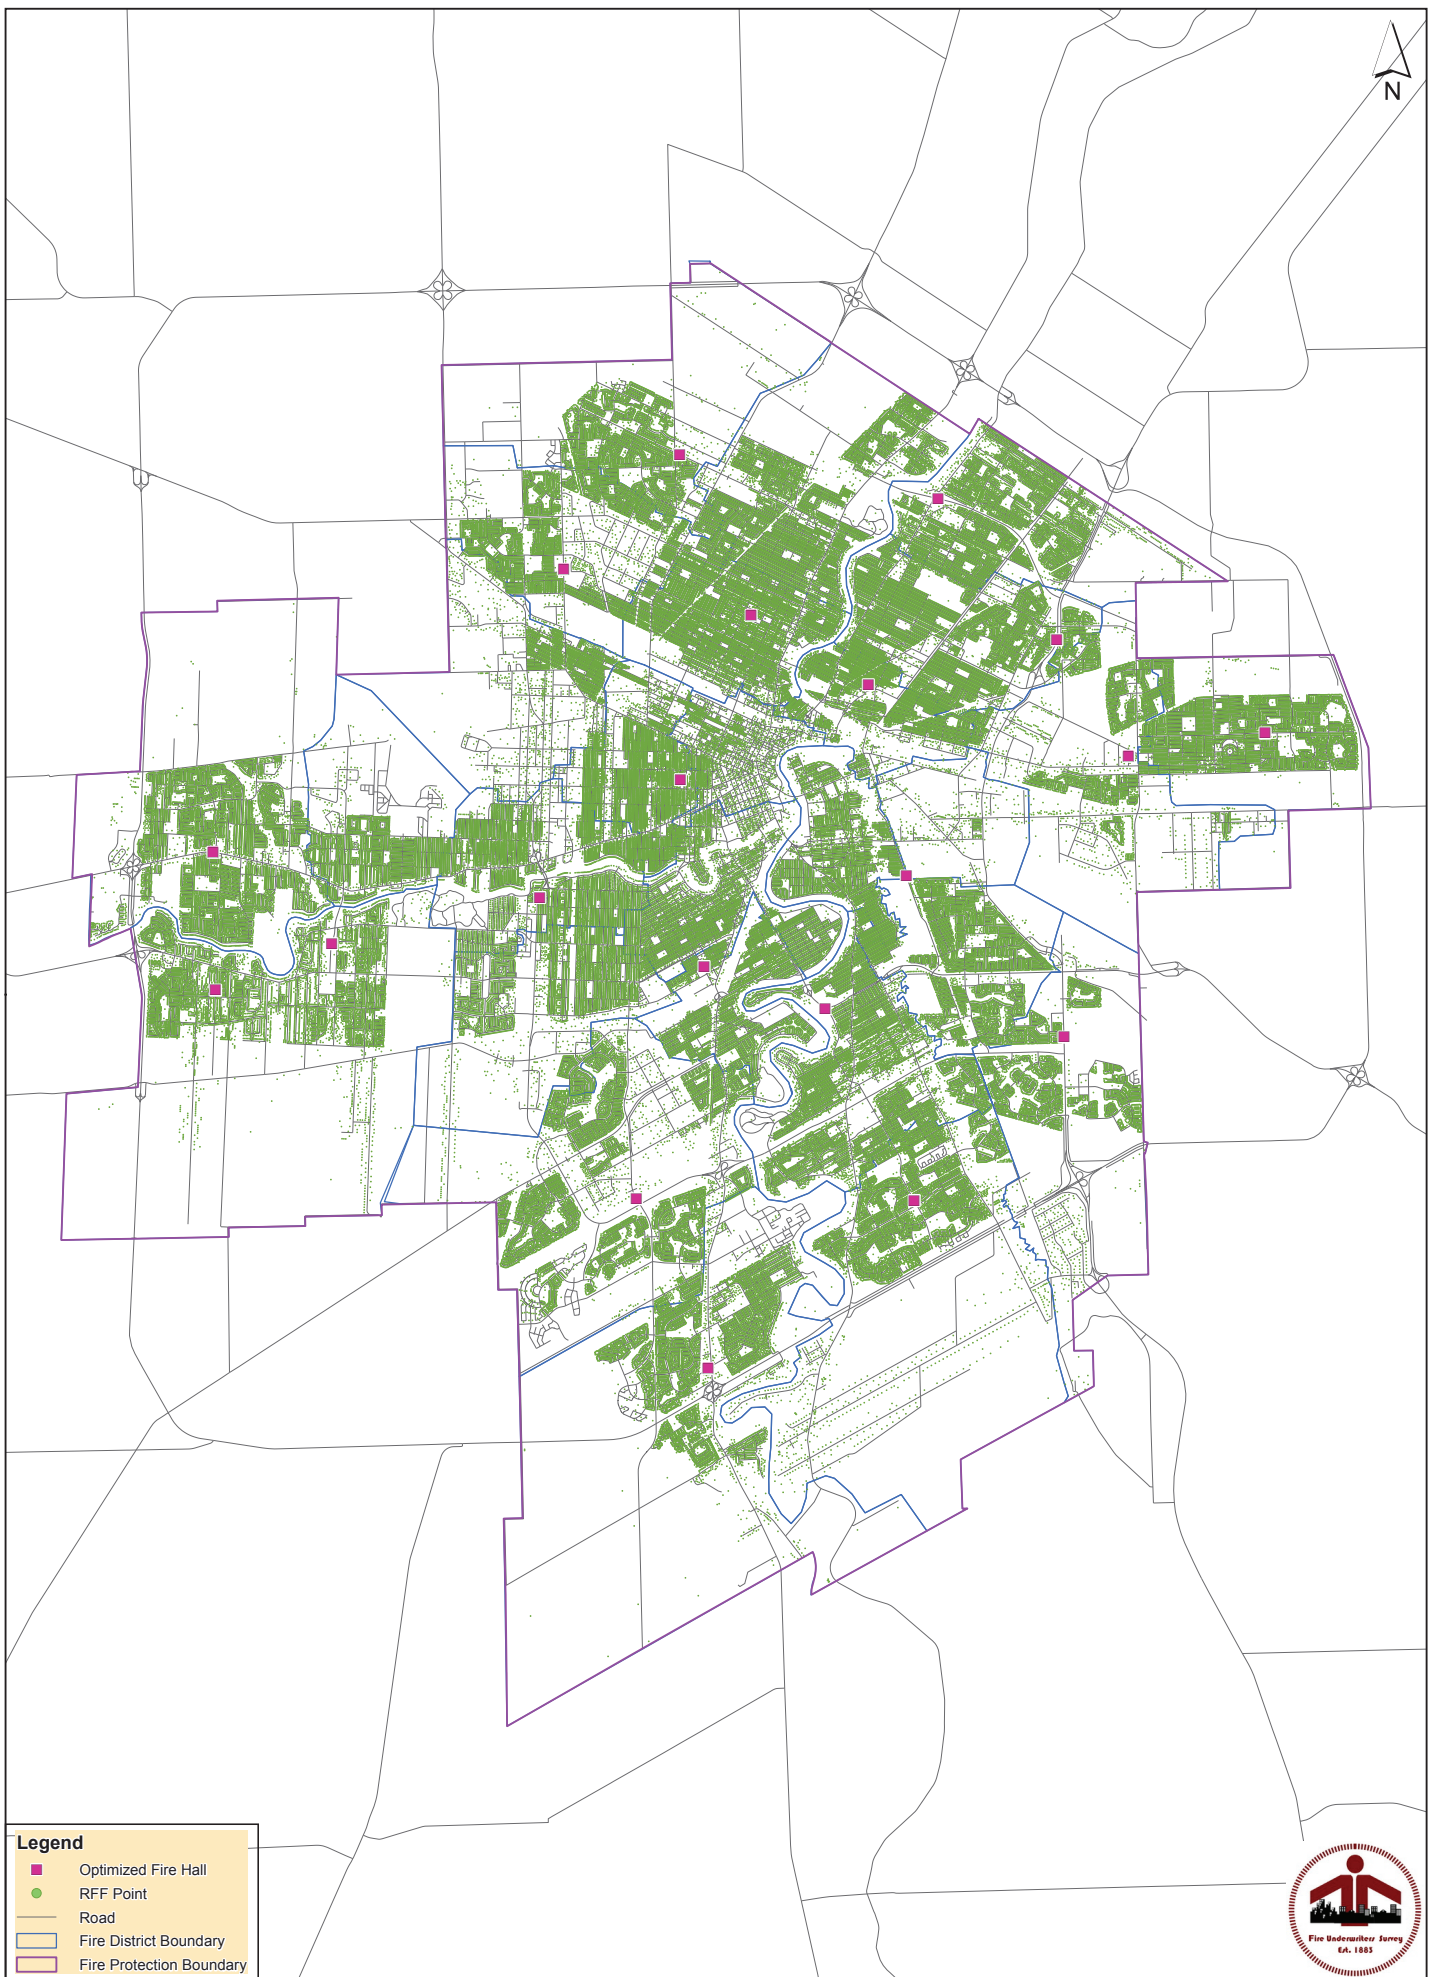 N
Legend
Optimized Fire Hall
RFF Point
Road
Fire District Boundary
Fire Protection Boundary
Fire Underwriters Survey
Est. 1883